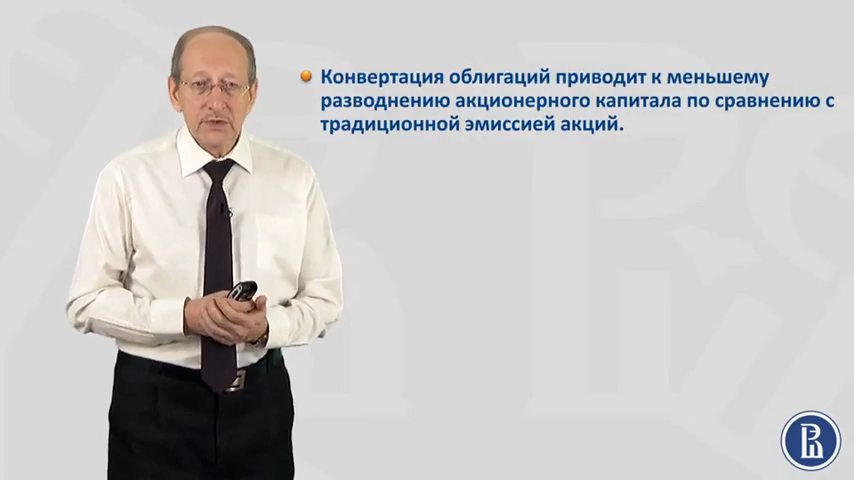 Конвертация облигаций приводит к меньшему
разводнению акционерного капитала по сравнению с
традиционной эмиссией акций.